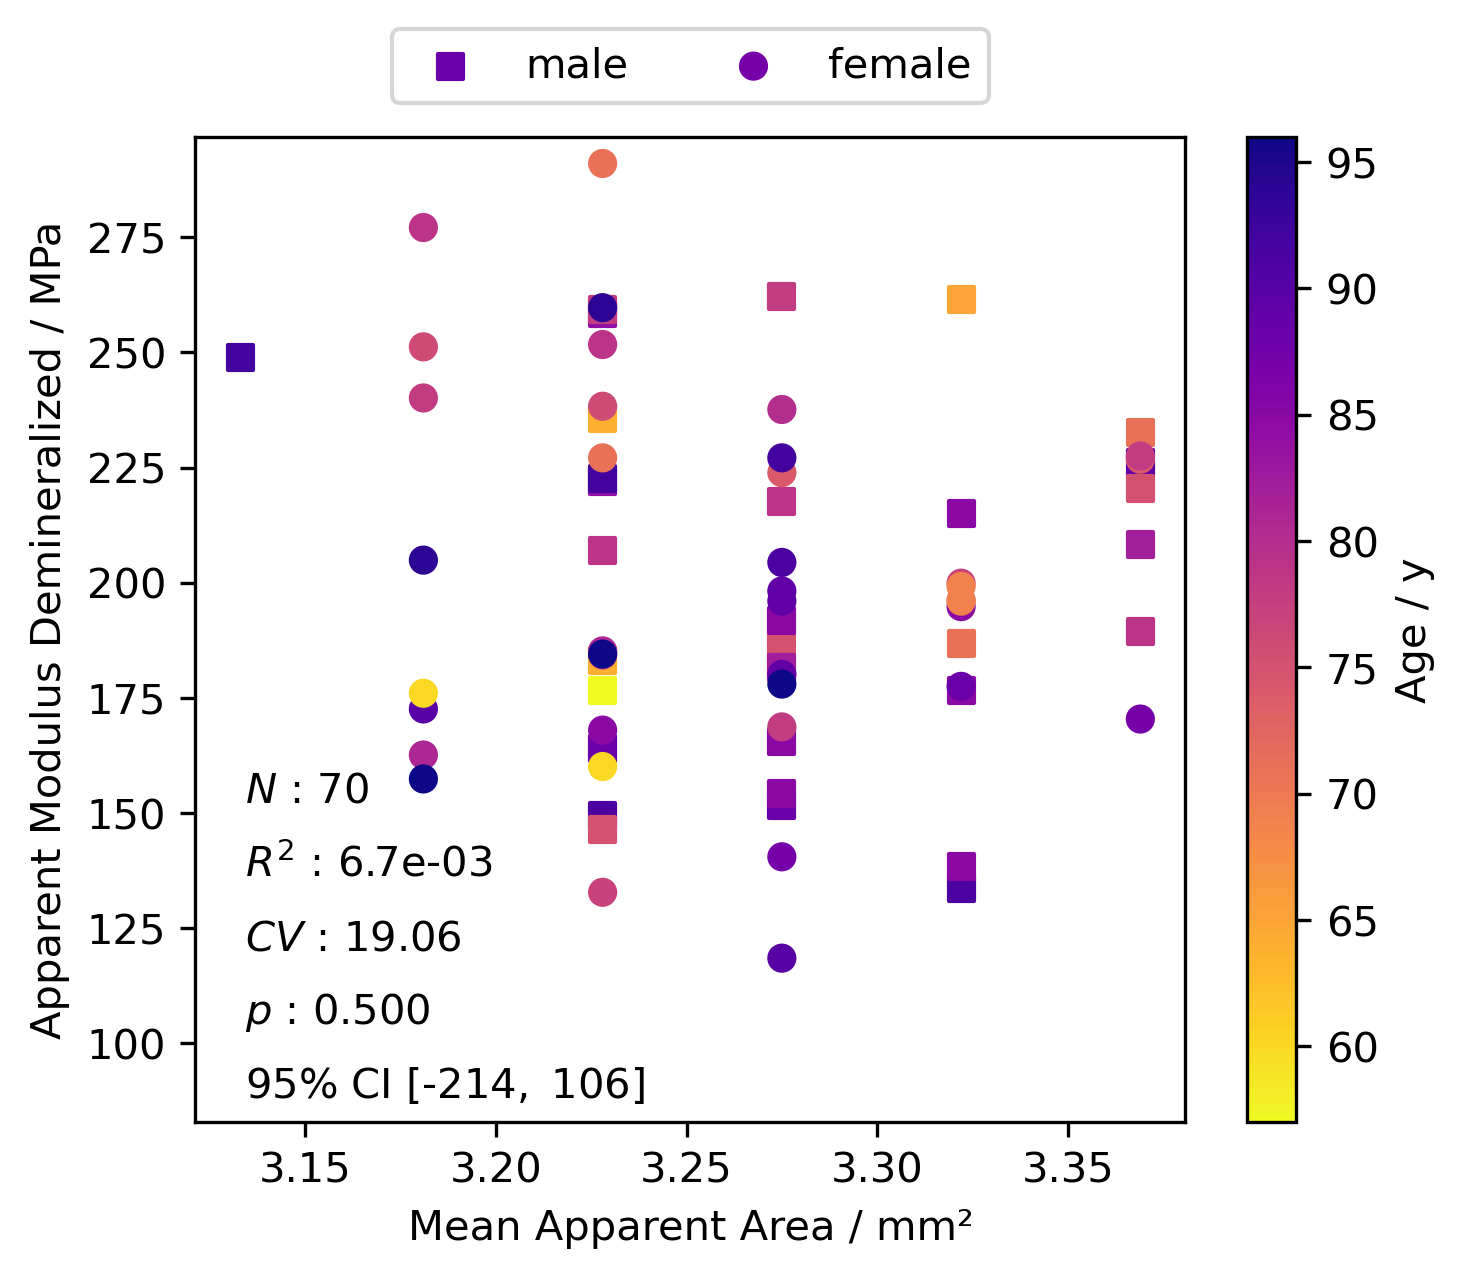 male female
275
250
225
200
175
150
125
100
Apparent Modulus Demineralized / MPa
N : 70
R² : 6.7e-03
CV : 19.06
p : 0.500
95% CI [-214, 106]
3.15 3.20 3.25 3.30 3.35
Mean Apparent Area / mm²
95
90
85
80
75
70
65
60
Age / y